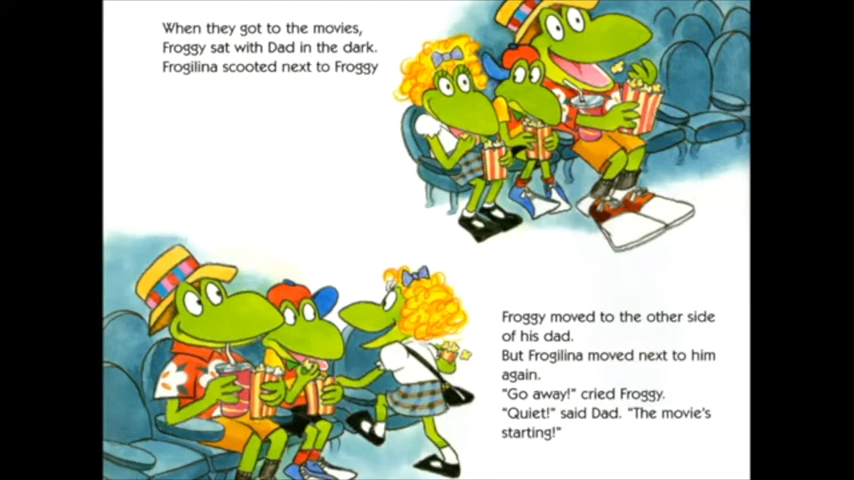 When they got to the movies,
Froggy sat with Dad in the dark.
Frogilina scooted next to Froggy
Froggy moved to the other side
of his dad.
But Frogilina moved next to him
again.
"Go away!" cried Froggy.
"Quiet!" said Dad. "The movie's
starting!"